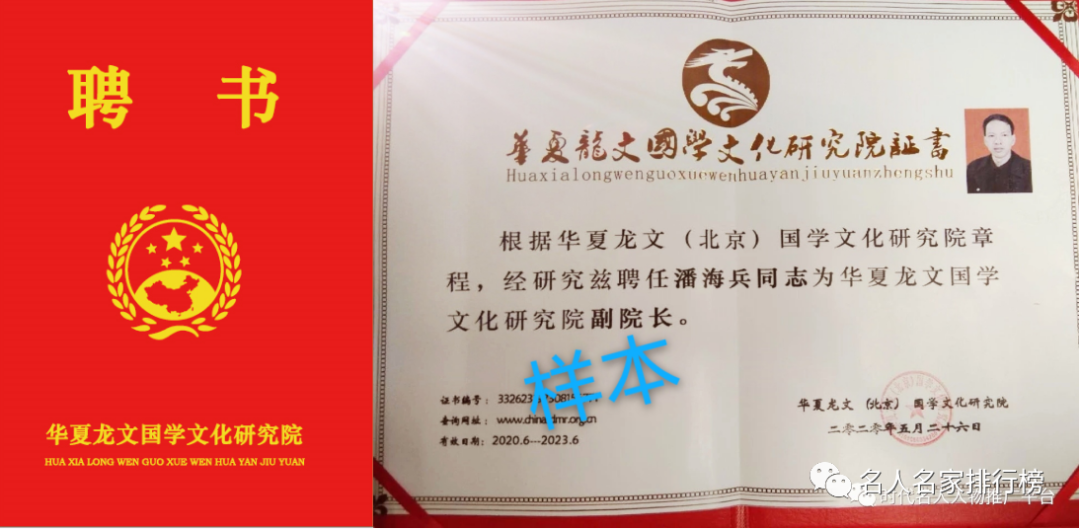 聘 书
华夏龙文国学文化研究院
HUA XIA LONG WEN GUO XUE WEN HUA YAN JIU YUAN
華夏龍文國學文化研究院証書
Huaxialongwenguoxuewenhuayanjiuyuanzhengshu
根据华夏龙文（北京）国学文化研究院章
程，经研究兹聘任潘海兵同志为华夏龙文国学
文化研究院副院长。
样本
证书编号：
查询网址：
有效日期：2020.6---2023.6
华夏龙文（北京）国学文化研究院
二零二零年五月二十六日
名人名家排行榜